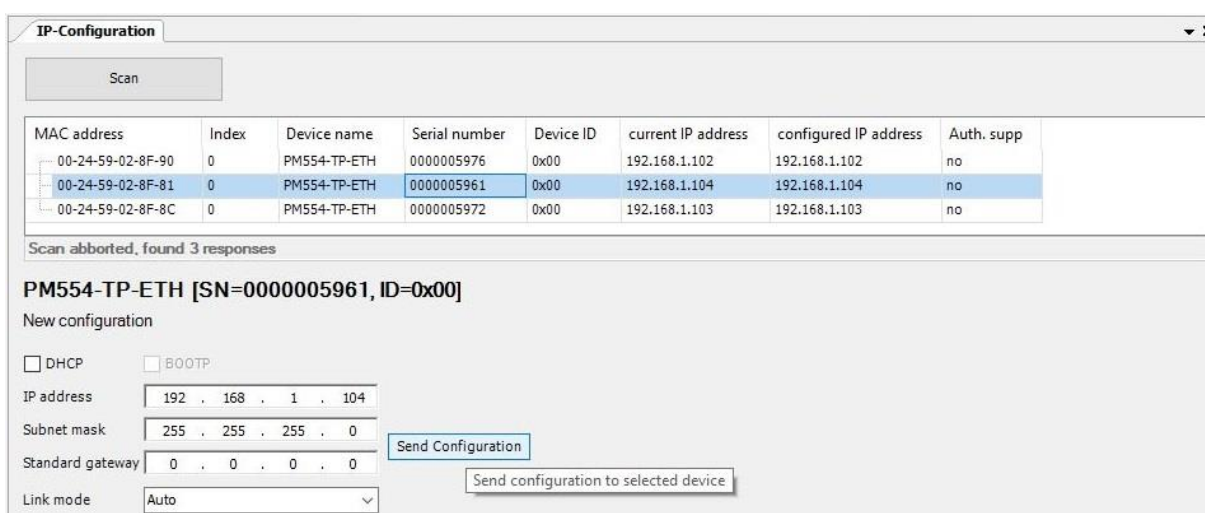 IP-Configuration
Scan
MAC address Index Device name Serial number Device ID current IP address configured IP address Auth. supp
00-24-59-02-8F-90 0 PM554-TP-ETH 0000005976 0x00 192.168.1.102 192.168.1.102 no
00-24-59-02-8F-81 0 PM554-TP-ETH 0000005961 0x00 192.168.1.104 192.168.1.104 no
00-24-59-02-8F-8C 0 PM554-TP-ETH 0000005972 0x00 192.168.1.103 192.168.1.103 no
Scan abborted, found 3 responses
PM554-TP-ETH [SN=0000005961, ID=0x00]
New configuration
DHCP BOOTP
IP address 192 . 168 . 1 . 104
Subnet mask 255 . 255 . 255 . 0
Send Configuration
Standard gateway 0 . 0 . 0 . 0
Send configuration to selected device
Link mode Auto